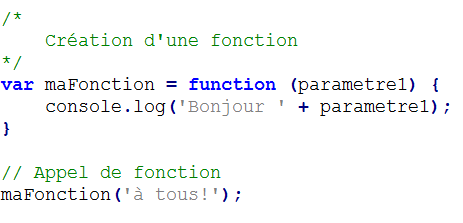 /*
    Création d'une fonction
*/
var maFonction = function (parametre1) {
    console.log('Bonjour ' + parametre1);
}

// Appel de fonction
maFonction('à tous!');